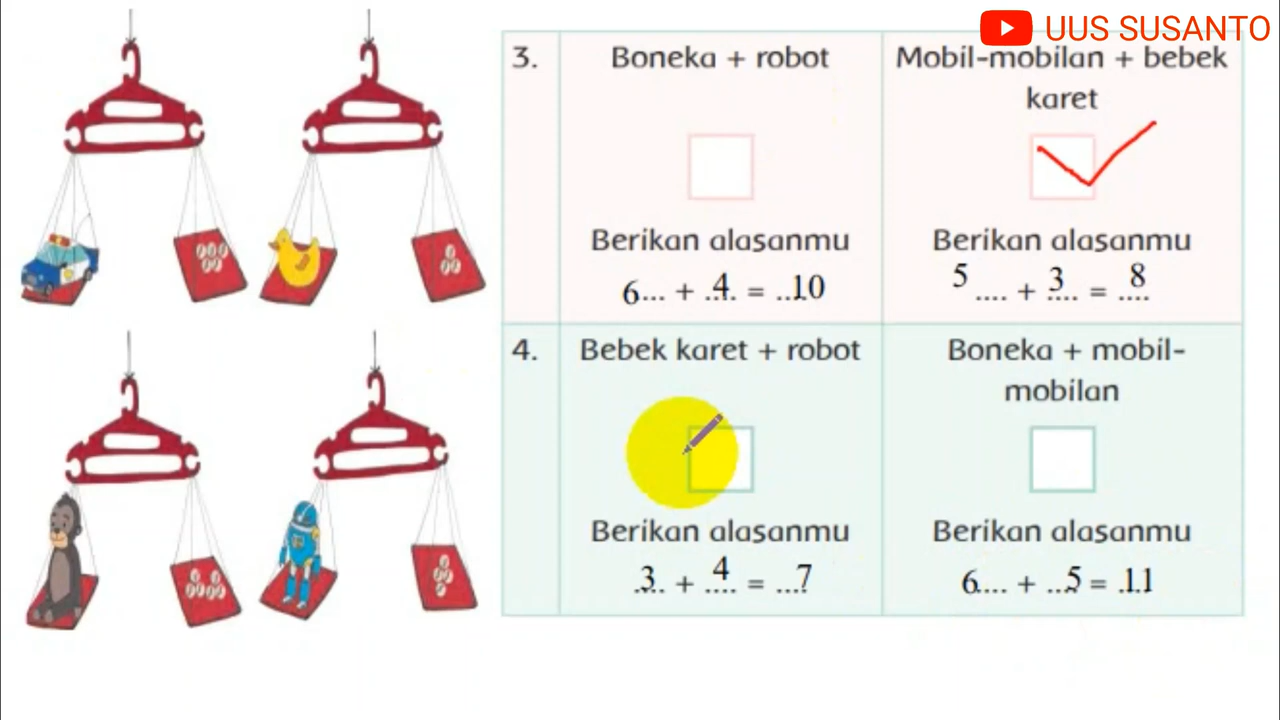 UUS SUSANTO
3.
Boneka + robot
Berikan alasanmu
6... + .4.. = ..10
Mobil-mobilan + bebek
karet
Berikan alasanmu
5 .... + 3.... = 8....
4.
Bebek karet + robot
Berikan alasanmu
.3.. + 4.... = ...7
Boneka + mobil-
mobilan
Berikan alasanmu
6.... + ...5 = .11